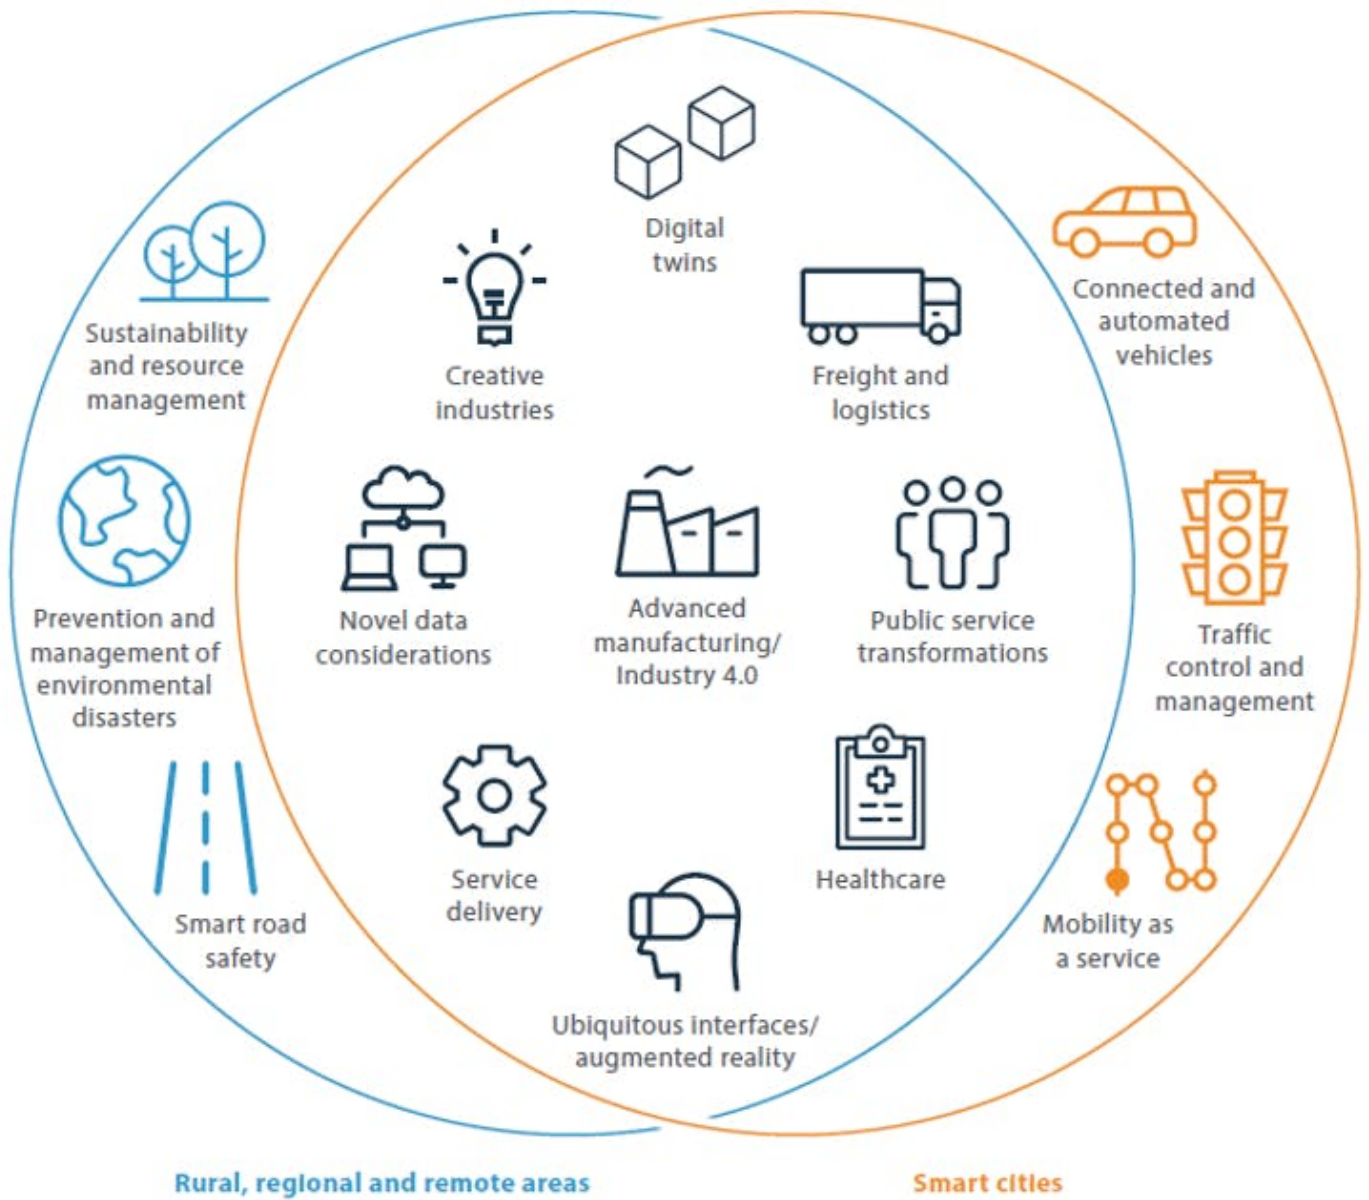 Digital
twins
Creative
industries
Freight and
logistics
Connected and
automated
vehicles
Sustainability
and resource
management
Prevention and
management of
environmental
disasters
Novel data
considerations
Advanced
manufacturing/
Industry 4.0
Public service
transformations
Traffic
control and
management
Smart road
safety
Service
delivery
Healthcare
Mobility as
a service
Ubiquitous interfaces/
augmented reality
Rural, regional and remote areas
Smart cities